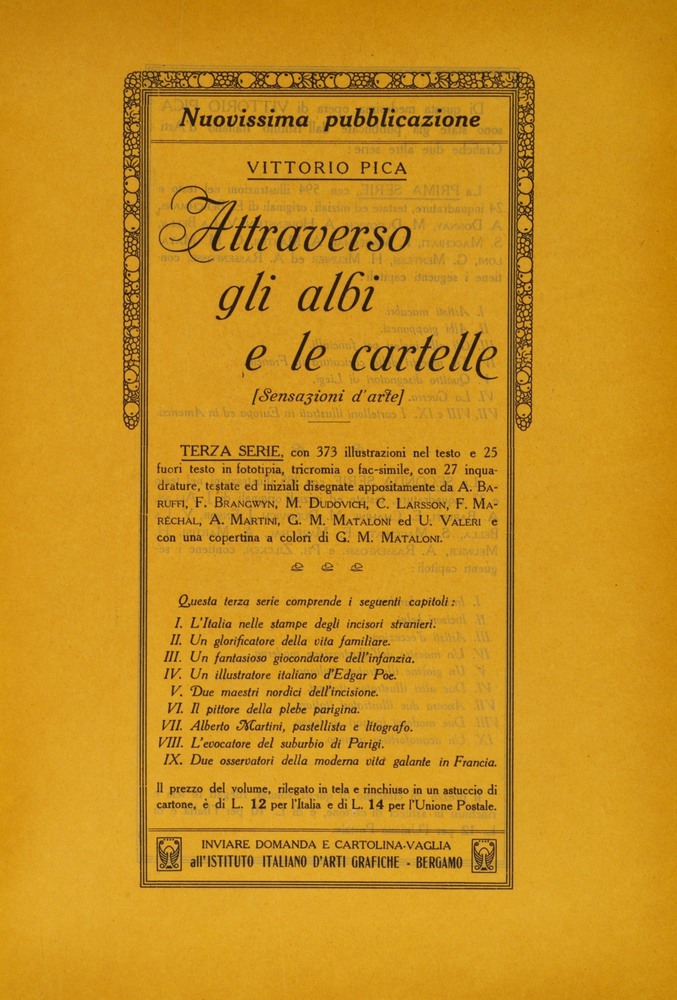 Nuovissima pubblicazione
VITTORIO PICA
Attraverso
gli albi
e le cartelle
[Sensazioni d'arte]
TERZA SERIE, con 373 illustrazioni nel testo e 25
fuori testo in fototipia, tricromia o fac-simile, con 27 inqua-
drature, testate ed iniziali disegnate appositamente da A. BA-
RUFFI, F. BRANGWYN, M. DUDOVICH, C. LARSSON, F. MA-
RÉCHAL, A. MARTINI, G. M. MATALONI ed U. VALERI e
con una copertina a colori di G. M. MATALONI.
Questa terza serie comprende i seguenti capitoli:
I. L'Italia nelle stampe degli incisori stranieri.
II. Un glorificatore della vita familiare.
III. Un fantasioso giocondatore dell'infanzia.
IV. Un illustratore italiano d'Edgar Poe.
V. Due maestri nordici dell'incisione.
VI. Il pittore della plebe parigina.
VII. Alberto Martini, pastellista e litografo.
VIII. L'evocatore del suburbio di Parigi.
IX. Due osservatori della moderna vita galante in Francia.
Il prezzo del volume, rilegato in tela e rinchiuso in un astuccio di
cartone, è di L. 12 per l'Italia e di L. 14 per l'Unione Postale.
INVIARE DOMANDA E CARTOLINA-VAGLIA
all'ISTITUTO ITALIANO D'ARTI GRAFICHE - BERGAMO